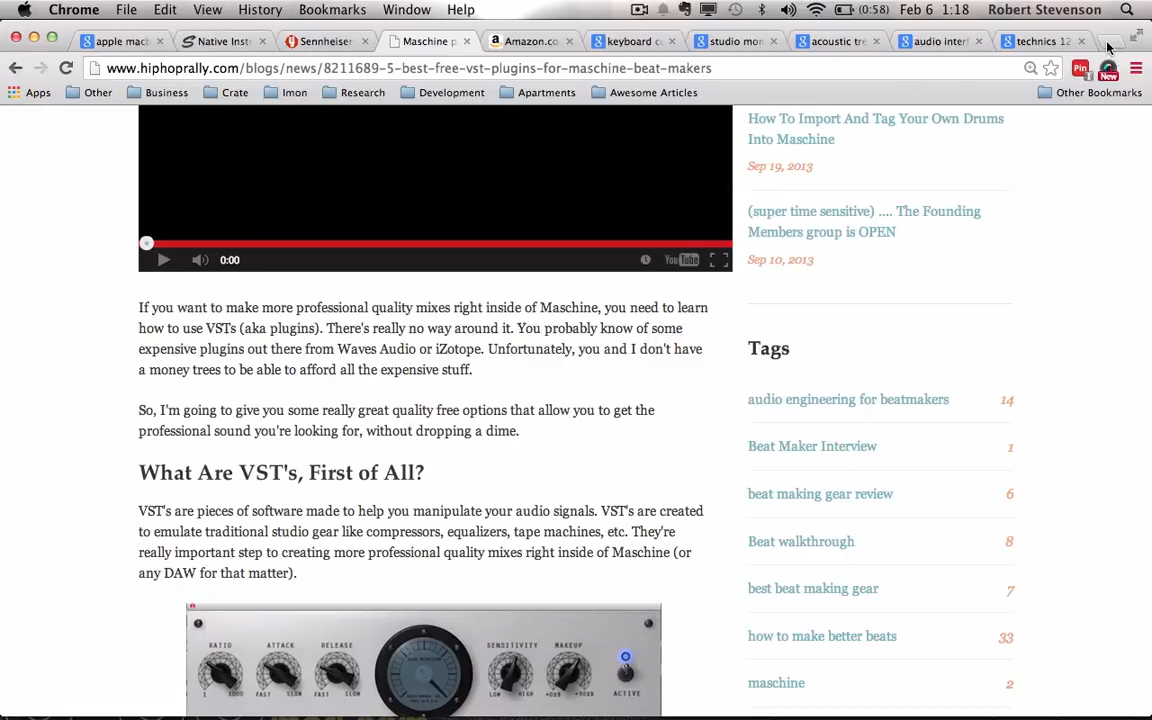 Chrome File Edit View History Bookmarks Window Help (0:58) Feb 6 1:18 Robert Stevenson
apple mac Native Inst Sennheiser Maschine p Amazon.co keyboard c studio mon acoustic tre audio interf technics 12
www.hiphoprally.com/blogs/news/8211689-5-best-free-vst-plugins-for-maschine-beat-makers Pin 1 New
Apps Other Business Crate Imon Research Development Apartments Awesome Articles Other Bookmarks
0:00 YouTube
If you want to make more professional quality mixes right inside of Maschine, you need to learn
how to use VSTs (aka plugins). There's really no way around it. You probably know of some
expensive plugins out there from Waves Audio or iZotope. Unfortunately, you and I don't have
a money trees to be able to afford all the expensive stuff.
So, I'm going to give you some really great quality free options that allow you to get the
professional sound you're looking for, without dropping a dime.
What Are VST's, First of All?
VST's are pieces of software made to help you manipulate your audio signals. VST's are created
to emulate traditional studio gear like compressors, equalizers, tape machines, etc. They're
really important step to creating more professional quality mixes right inside of Maschine (or
any DAW for that matter).
RATIO ATTACK RELEASE SENSITIVITY MAKEUP
FAST SLOW FAST SLOW LOW HIGH ACTIVE
How To Import And Tag Your Own Drums
Into Maschine
Sep 19, 2013
(super time sensitive) .... The Founding
Members group is OPEN
Sep 10, 2013
Tags
audio engineering for beatmakers 14
Beat Maker Interview 1
beat making gear review 6
Beat walkthrough 8
best beat making gear 7
how to make better beats 33
maschine 2